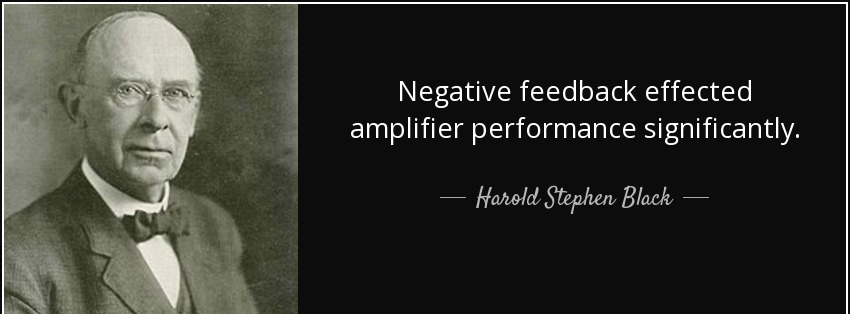 Negative feedback effected
amplifier performance significantly.
— Harold Stephen Black —